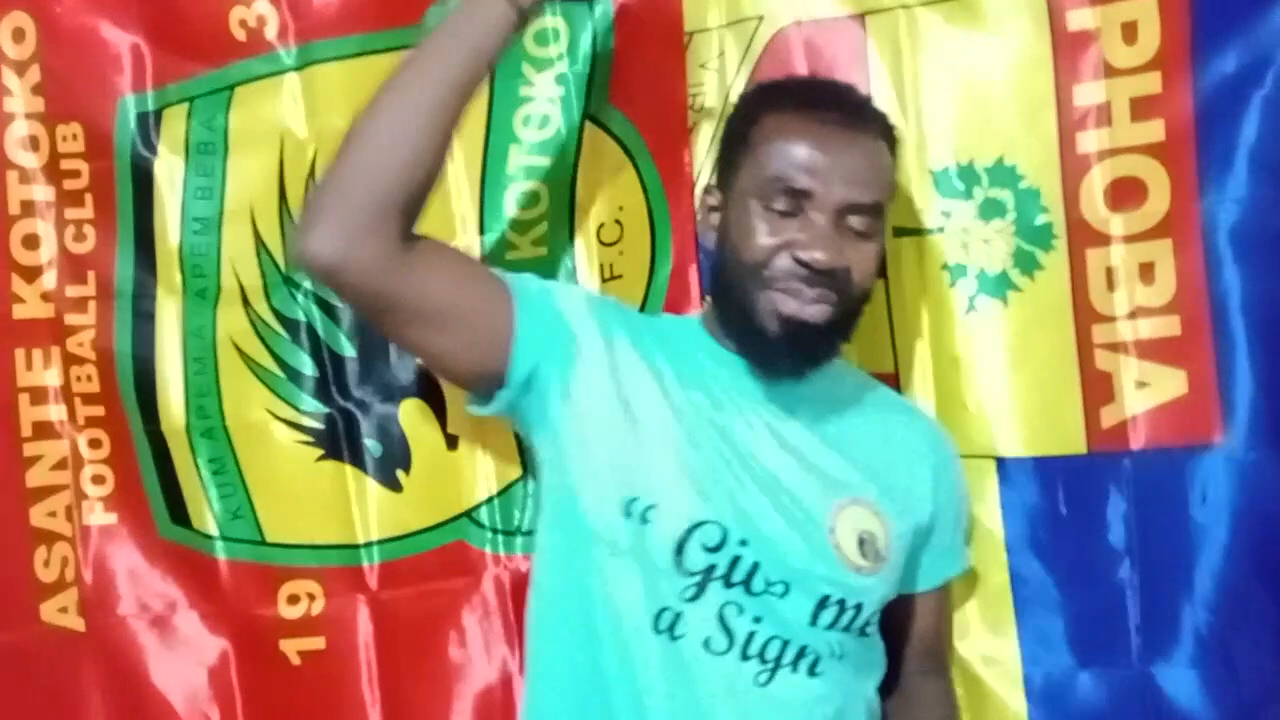 ASANTE KOTOKO
FOOTBALL CLUB
19
3
KUM APEM A APEM BEBA
KOTOKO
F.C.
PHOBIA
“Give me
a Sign“